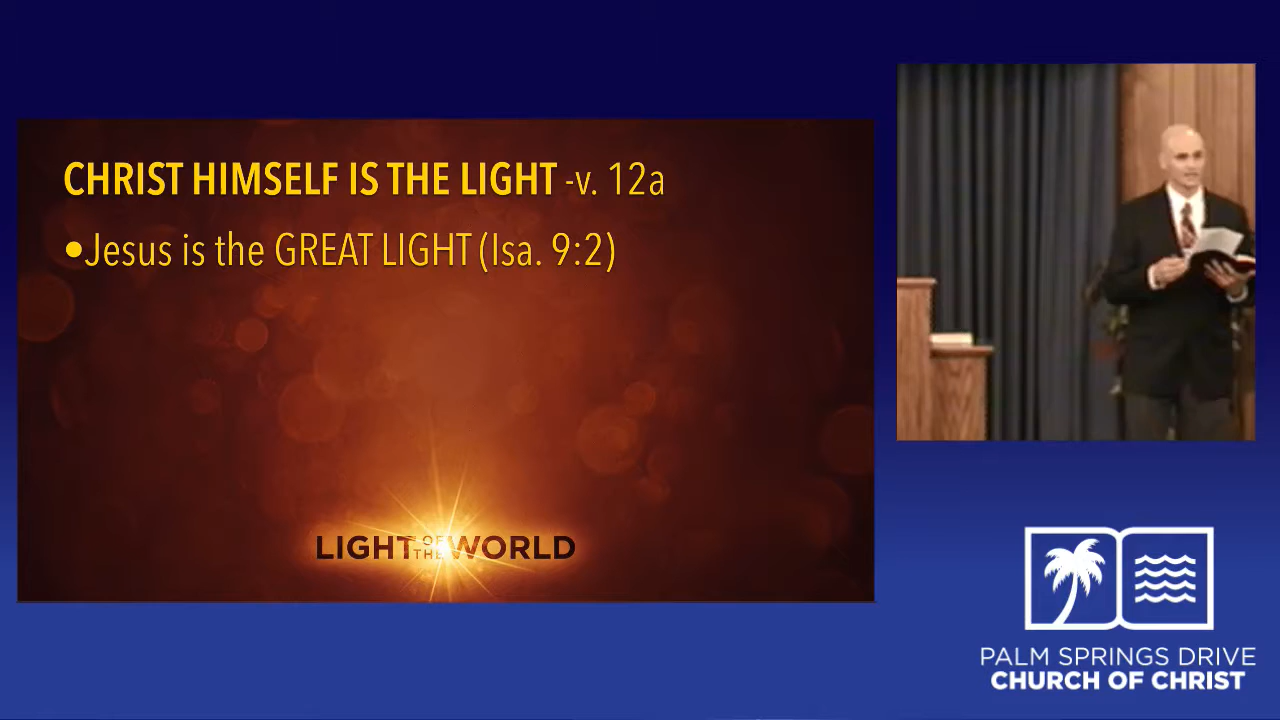 CHRIST HIMSELF IS THE LIGHT -v. 12a
•Jesus is the GREAT LIGHT (Isa. 9:2)
LIGHT OF THE WORLD
PALM SPRINGS DRIVE
CHURCH OF CHRIST